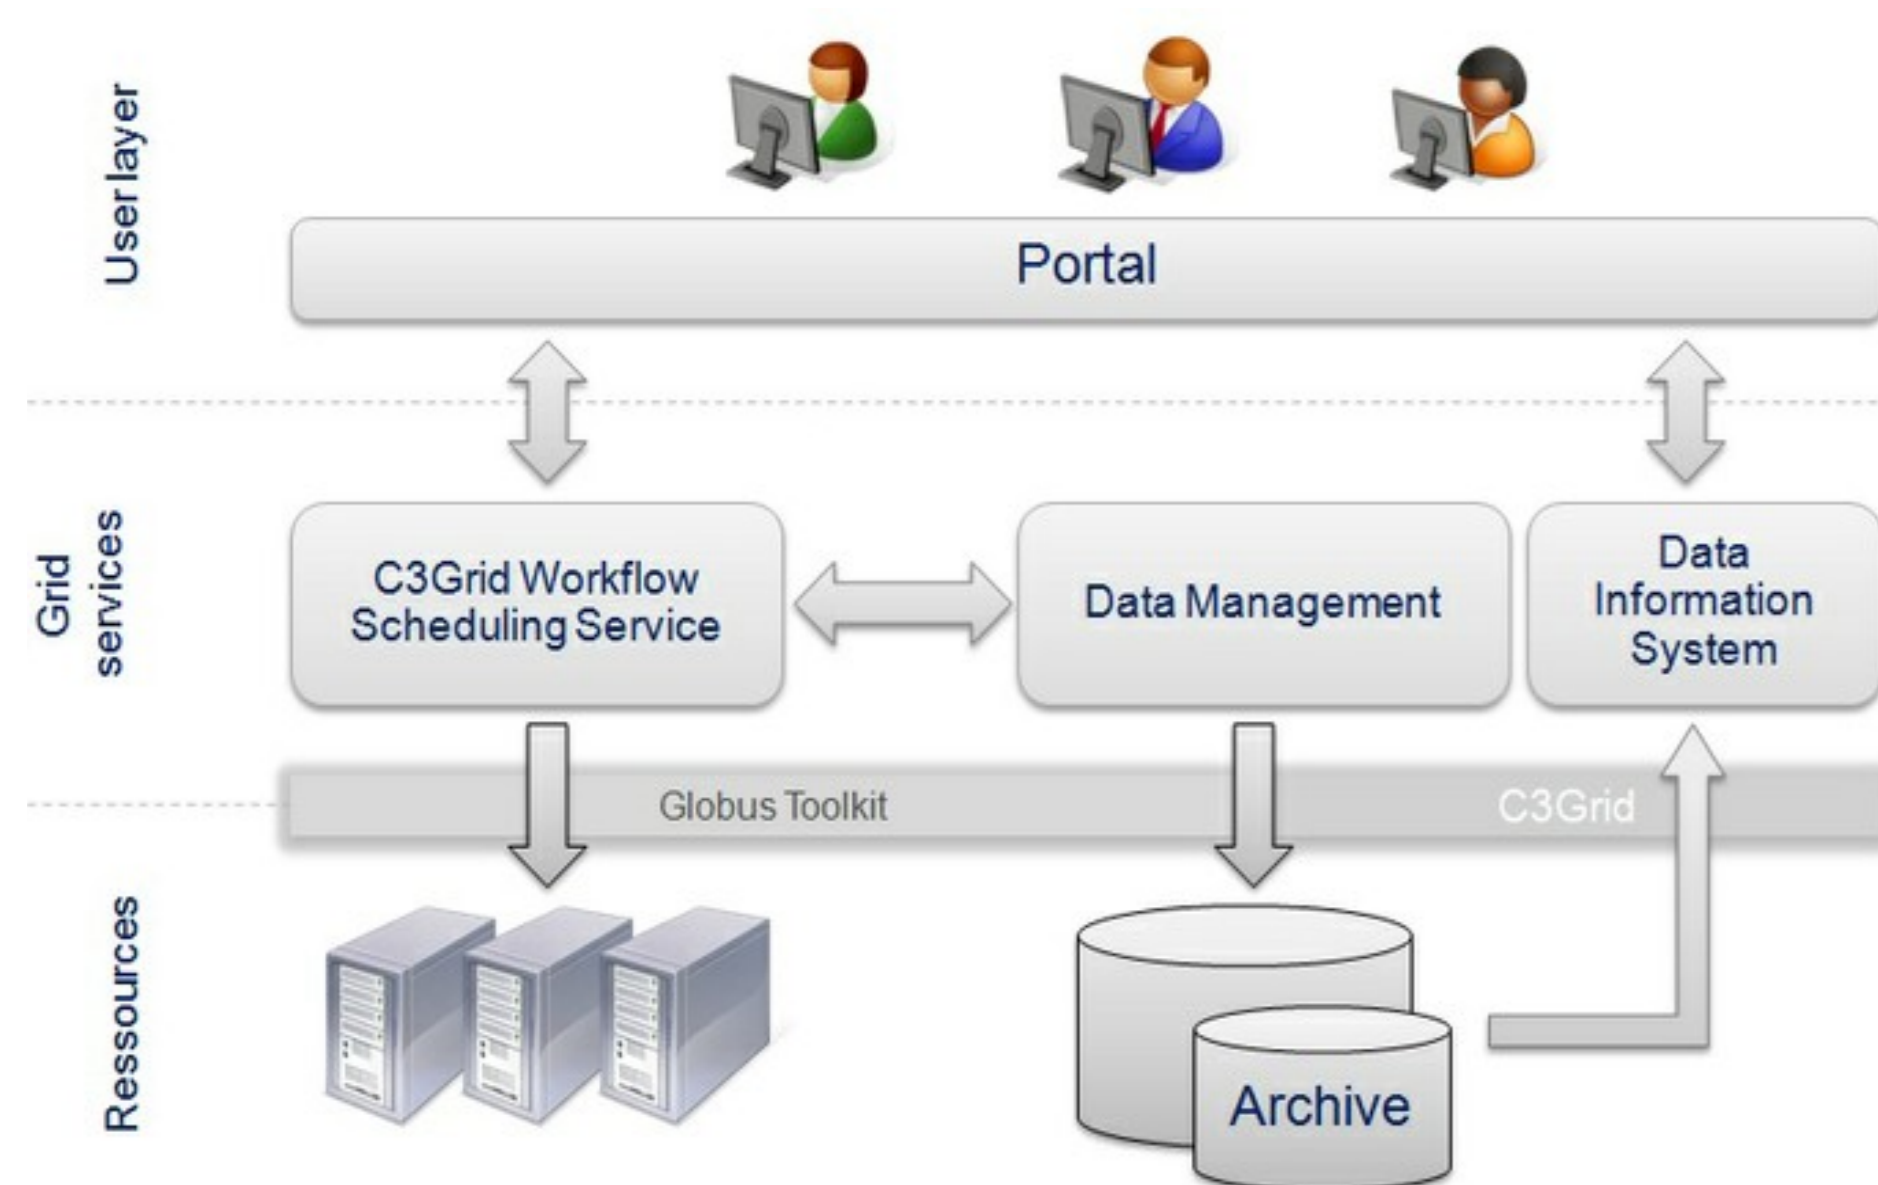 User layer
Portal
Grid
services
C3Grid Workflow
Scheduling Service
Data Management
Data
Information
System
Globus Toolkit
C3Grid
Ressources
Archive